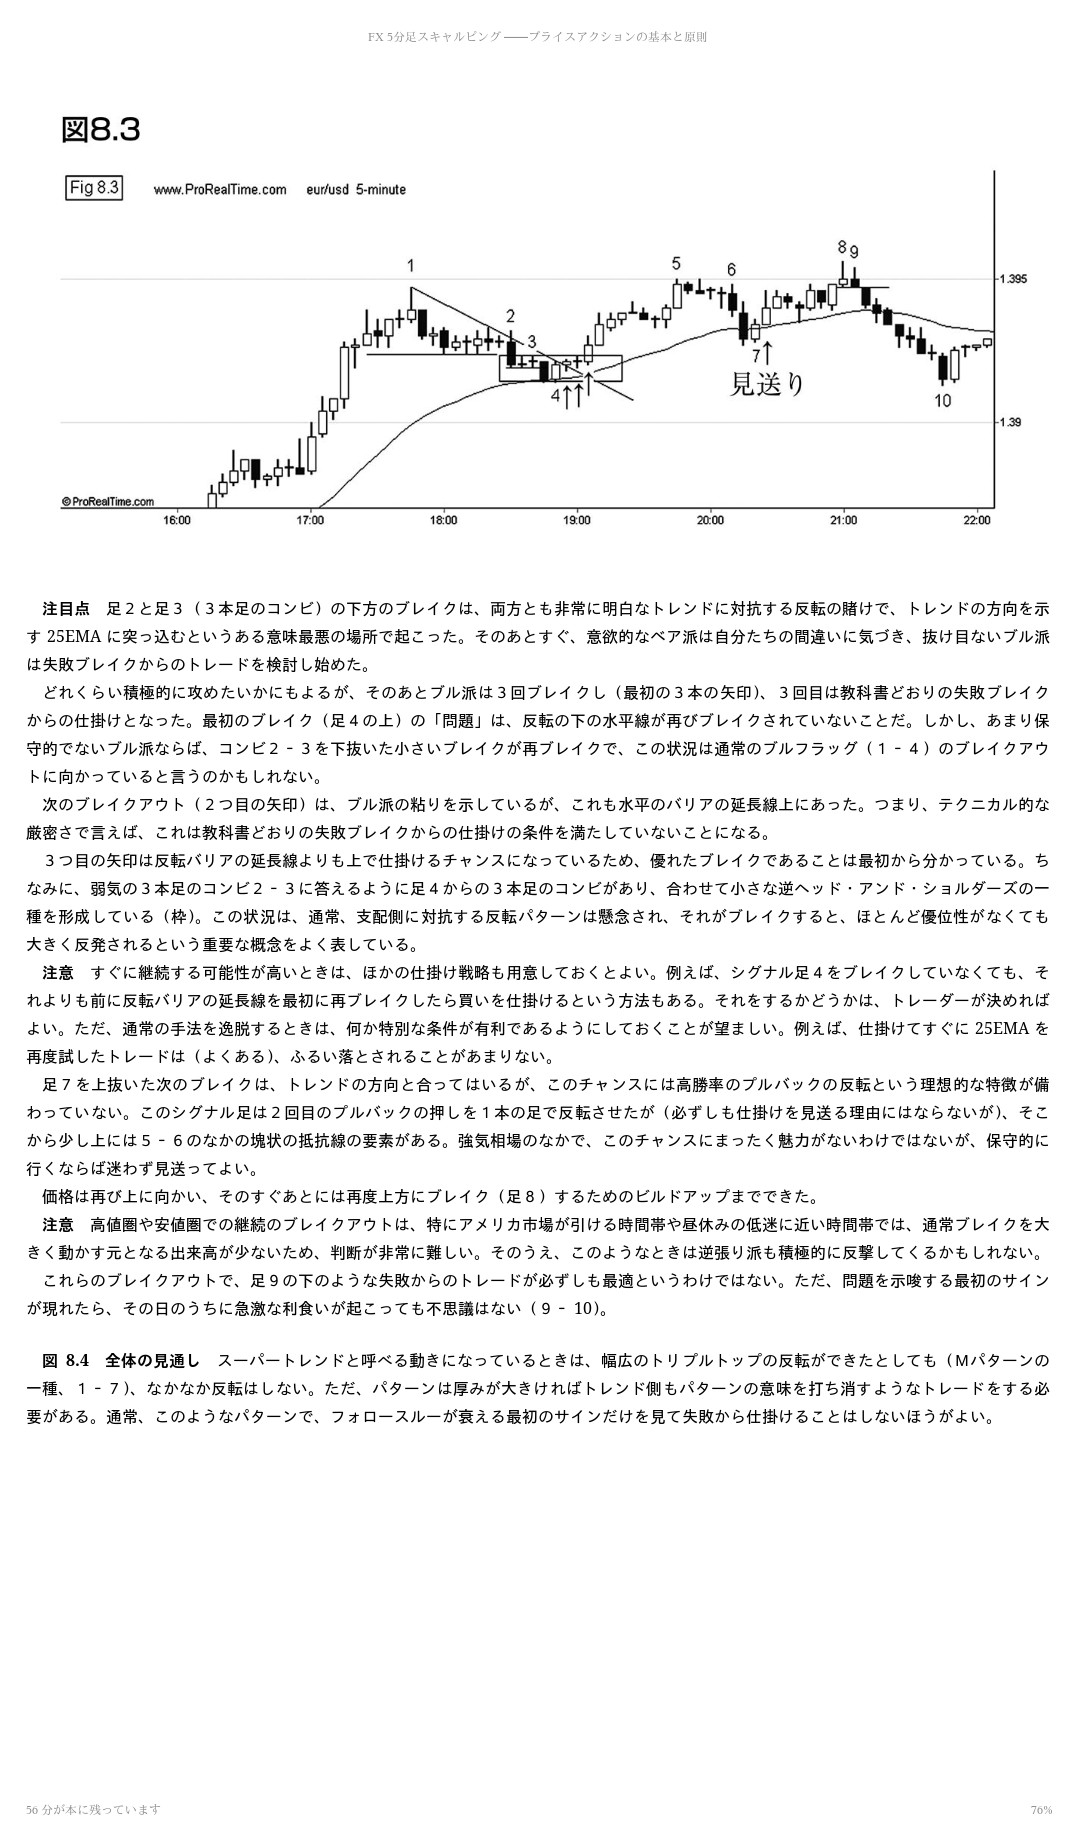 FX 5分足スキャルピング ――プライスアクションの基本と原則
図8.3
Fig 8.3 www.ProRealTime.com eur/usd 5-minute
8 9
1 5 6
1.395
2
3
7
見送り
4
10
1.39
©ProRealTime.com
16:00 17:00 18:00 19:00 20:00 21:00 22:00
注目点 足2と足3（3本足のコンビ）の下方のブレイクは、両方とも非常に明白なトレンドに対抗する反転の賭けで、トレンドの方向を示
す 25EMA に突っ込むというある意味最悪の場所で起こった。そのあとすぐ、意欲的なベア派は自分たちの間違いに気づき、抜け目ないブル派
は失敗ブレイクからのトレードを検討し始めた。
どれくらい積極的に攻めたいかにもよるが、そのあとブル派は3回ブレイクし（最初の3本の矢印）、3回目は教科書どおりの失敗ブレイク
からの仕掛けとなった。最初のブレイク（足4の上）の「問題」は、反転の下の水平線が再びブレイクされていないことだ。しかし、あまり保
守的でないブル派ならば、コンビ2‐3を下抜いた小さいブレイクが再ブレイクで、この状況は通常のブルフラッグ（1‐4）のブレイクアウ
トに向かっていると言うのかもしれない。
次のブレイクアウト（2つ目の矢印）は、ブル派の粘りを示しているが、これも水平のバリアの延長線上にあった。つまり、テクニカル的な
厳密さで言えば、これは教科書どおりの失敗ブレイクからの仕掛けの条件を満たしていないことになる。
3つ目の矢印は反転バリアの延長線よりも上で仕掛けるチャンスになっているため、優れたブレイクであることは最初から分かっている。ち
なみに、弱気の3本足のコンビ2‐3に答えるように足4からの3本足のコンビがあり、合わせて小さな逆ヘッド・アンド・ショルダーズの一
種を形成している（枠）。この状況は、通常、支配側に対抗する反転パターンは懸念され、それがブレイクすると、ほとんど優位性がなくても
大きく反発されるという重要な概念をよく表している。
注意 すぐに継続する可能性が高いときは、ほかの仕掛け戦略も用意しておくとよい。例えば、シグナル足4をブレイクしていなくても、そ
れよりも前に反転バリアの延長線を最初に再ブレイクしたら買いを仕掛けるという方法もある。それをするかどうかは、トレーダーが決めれば
よい。ただ、通常の手法を逸脱するときは、何か特別な条件が有利であるようにしておくことが望ましい。例えば、仕掛けてすぐに 25EMA を
再度試したトレードは（よくある）、ふるい落とされることがあまりない。
足7を上抜いた次のブレイクは、トレンドの方向と合ってはいるが、このチャンスには高勝率のプルバックの反転という理想的な特徴が備
わっていない。このシグナル足は2回目のプルバックの押しを1本の足で反転させたが（必ずしも仕掛けを見送る理由にはならないが）、そこ
から少し上には5‐6のなかの塊状の抵抗線の要素がある。強気相場のなかで、このチャンスにまったく魅力がないわけではないが、保守的に
行くならば迷わず見送ってよい。
価格は再び上に向かい、そのすぐあとには再度上方にブレイク（足8）するためのビルドアップまでできた。
注意 高値圏や安値圏での継続のブレイクアウトは、特にアメリカ市場が引ける時間帯や昼休みの低迷に近い時間帯では、通常ブレイクを大
きく動かす元となる出来高が少ないため、判断が非常に難しい。そのうえ、このようなときは逆張り派も積極的に反撃してくるかもしれない。
これらのブレイクアウトで、足9の下のような失敗からのトレードが必ずしも最適というわけではない。ただ、問題を示唆する最初のサイン
が現れたら、その日のうちに急激な利食いが起こっても不思議はない（9‐10）。
図 8.4 全体の見通し スーパートレンドと呼べる動きになっているときは、幅広のトリプルトップの反転ができたとしても（Mパターンの
一種、1‐7）、なかなか反転はしない。ただ、パターンは厚みが大きければトレンド側もパターンの意味を打ち消すようなトレードをする必
要がある。通常、このようなパターンで、フォロースルーが衰える最初のサインだけを見て失敗から仕掛けることはしないほうがよい。
56 分が本に残っています 76%